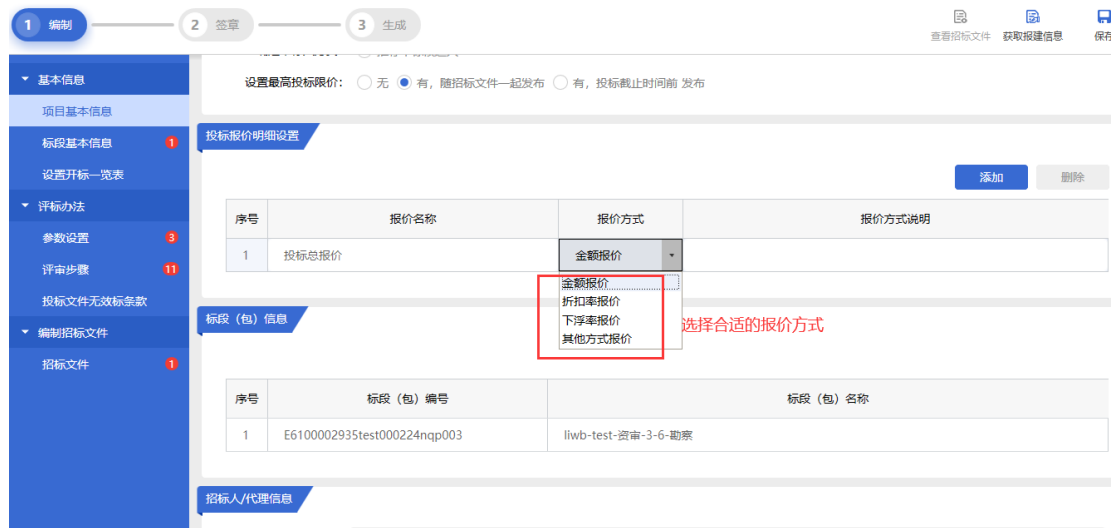 1 编制
2 签章
3 生成
查看招标文件 获取报建信息 保存
基本信息
项目基本信息
标段基本信息 1
设置开标一览表
评标办法
参数设置 3
评审步骤 11
投标文件无效标条款
编制招标文件
招标文件 1
设置最高投标限价： 无 有，随招标文件一起发布 有，投标截止时间前 发布
投标报价明细设置
添加 删除
序号 报价名称 报价方式 报价方式说明
1 投标总报价 金额报价
金额报价
折扣率报价
下浮率报价
其他方式报价
选择合适的报价方式
标段（包）信息
序号 标段（包）编号 标段（包）名称
1 E6100002935test000224nqp003 liwb-test-资审-3-6-勘察
招标人/代理信息